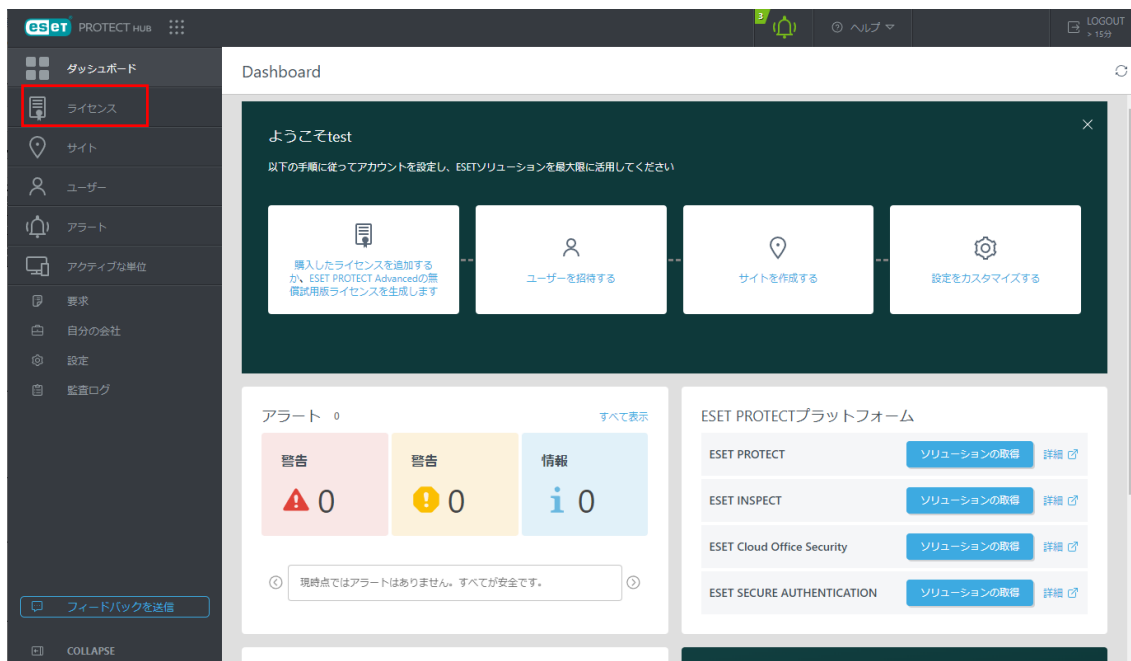 eset PROTECT HUB
3
ヘルプ
LOGOUT
> 15分
ダッシュボード
ライセンス
サイト
ユーザー
アラート
アクティブな単位
要求
自分の会社
設定
監査ログ
フィードバックを送信
COLLAPSE
Dashboard
ようこそtest
以下の手順に従ってアカウントを設定し、ESETソリューションを最大限に活用してください
購入したライセンスを追加する
か、ESET PROTECT Advancedの無
償試用版ライセンスを生成します
ユーザーを招待する
サイトを作成する
設定をカスタマイズする
アラート 0
すべて表示
警告
0
警告
0
情報
0
現時点ではアラートはありません。すべてが安全です。
ESET PROTECTプラットフォーム
ESET PROTECT
ソリューションの取得
詳細
ESET INSPECT
ソリューションの取得
詳細
ESET Cloud Office Security
ソリューションの取得
詳細
ESET SECURE AUTHENTICATION
ソリューションの取得
詳細